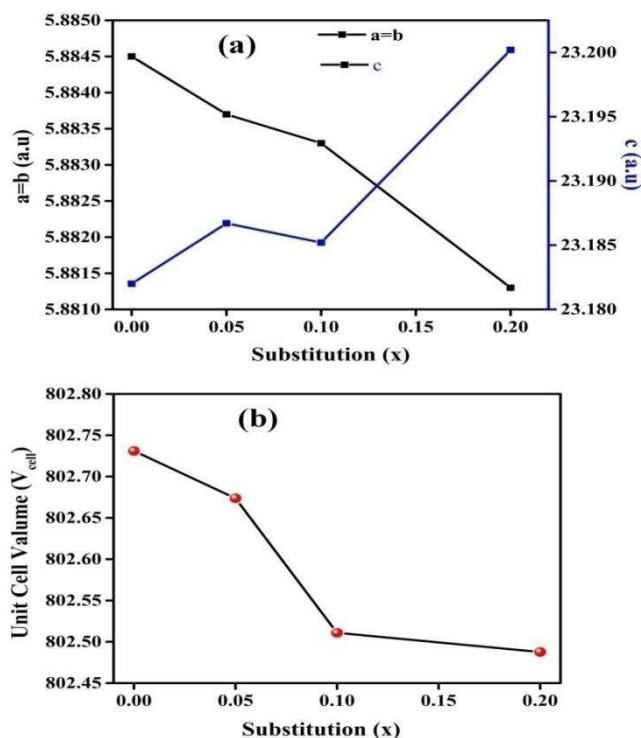 (a)
a=b
c
5.8850
5.8845
5.8840
5.8835
5.8830
5.8825
5.8820
5.8815
5.8810
a=b (a.u)
23.200
23.195
23.190
23.185
23.180
c (a.u)
0.00 0.05 0.10 0.15 0.20
Substitution (x)
(b)
802.80
802.75
802.70
802.65
802.60
802.55
802.50
802.45
Unit Cell Valume (Vcell)
0.00 0.05 0.10 0.15 0.20
Substitution (x)